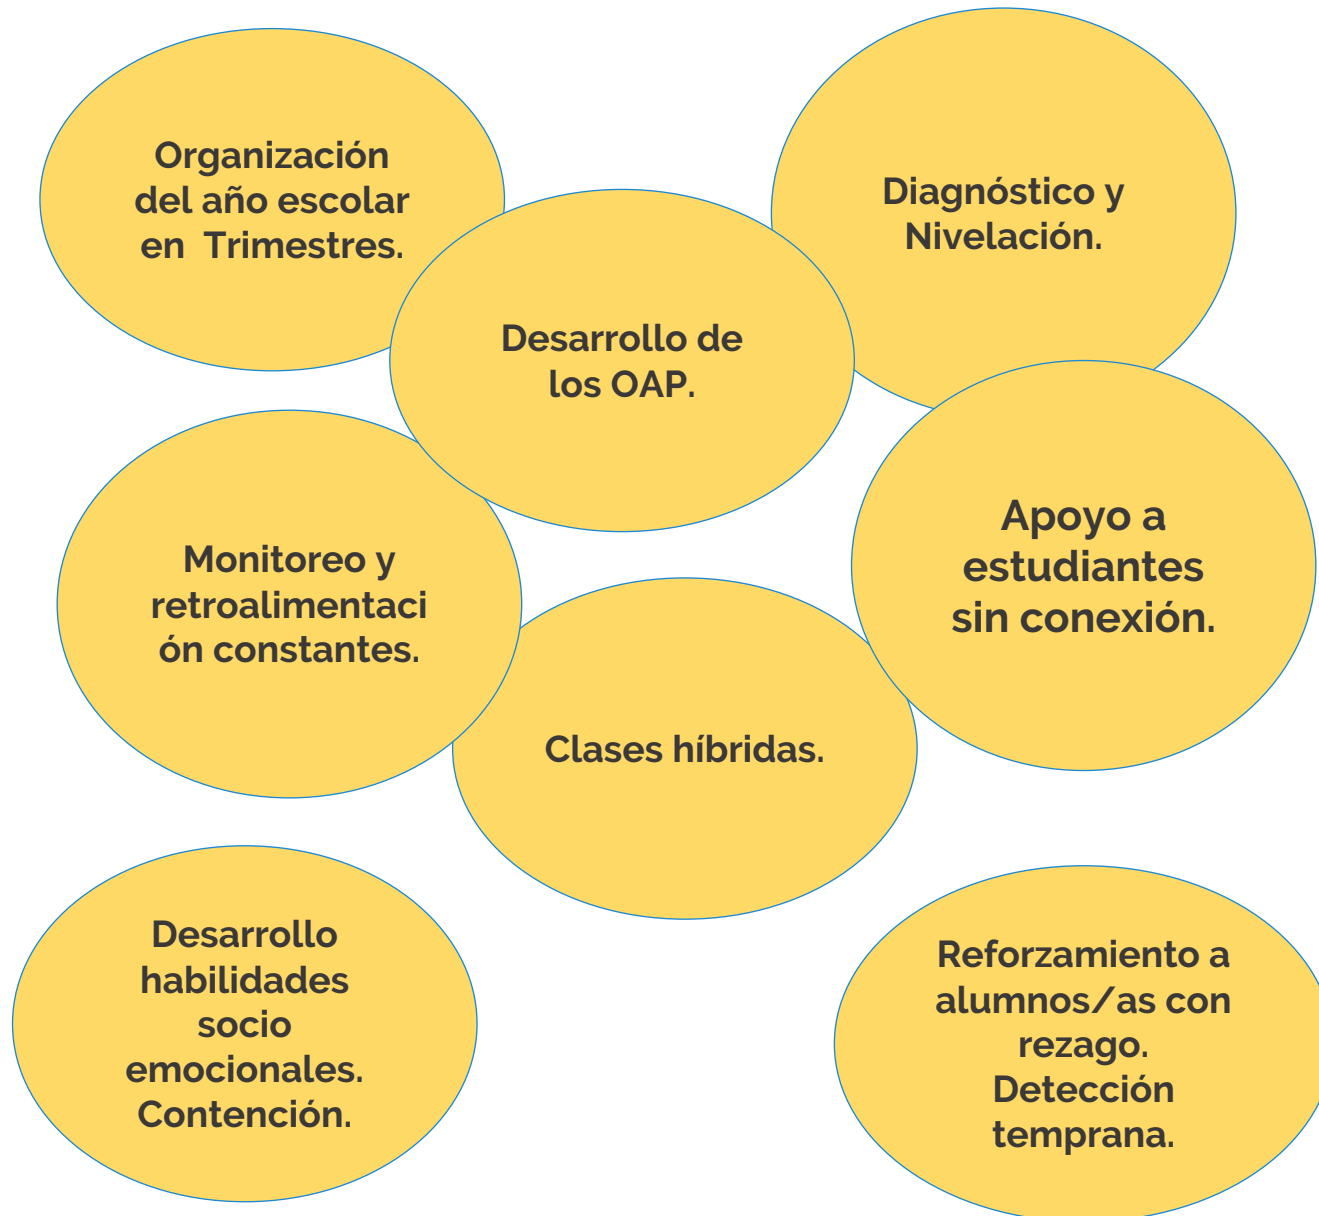 Organización
del año escolar
en  Trimestres.
Diagnóstico y
Nivelación.
Desarrollo de
los OAP.
Monitoreo y
retroalimentaci
ón constantes.
Apoyo a
estudiantes
sin conexión.
Clases híbridas.
Desarrollo
habilidades
socio
emocionales.
Contención.
Reforzamiento a
alumnos/as con
rezago.
Detección
temprana.